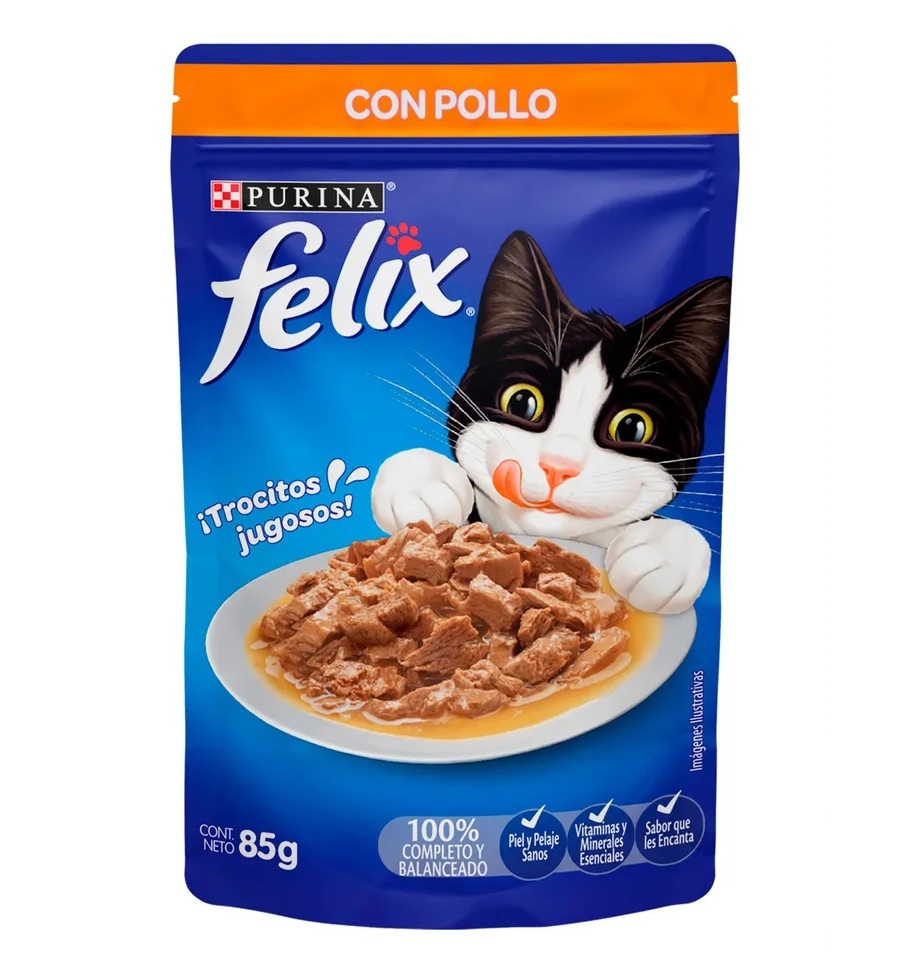 CON POLLO
PURINA®
felix®
¡Trocitos
jugosos!
Imágenes Ilustrativas
CONT.
NETO 85g
100%
COMPLETO Y
BALANCEADO
Piel y Pelaje
Sanos
Vitaminas y
Minerales
Esenciales
Sabor que
les Encanta